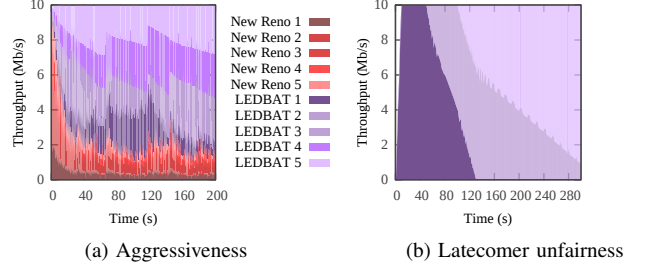 10
8
6
4
2
0
Throughput (Mb/s)
0 40 80 120 160 200
Time (s)
New Reno 1
New Reno 2
New Reno 3
New Reno 4
New Reno 5
LEDBAT 1
LEDBAT 2
LEDBAT 3
LEDBAT 4
LEDBAT 5
10
8
6
4
2
0
Throughput (Mb/s)
0 40 80 120 160 200 240 280 300
Time (s)
(a) Aggressiveness
(b) Latecomer unfairness